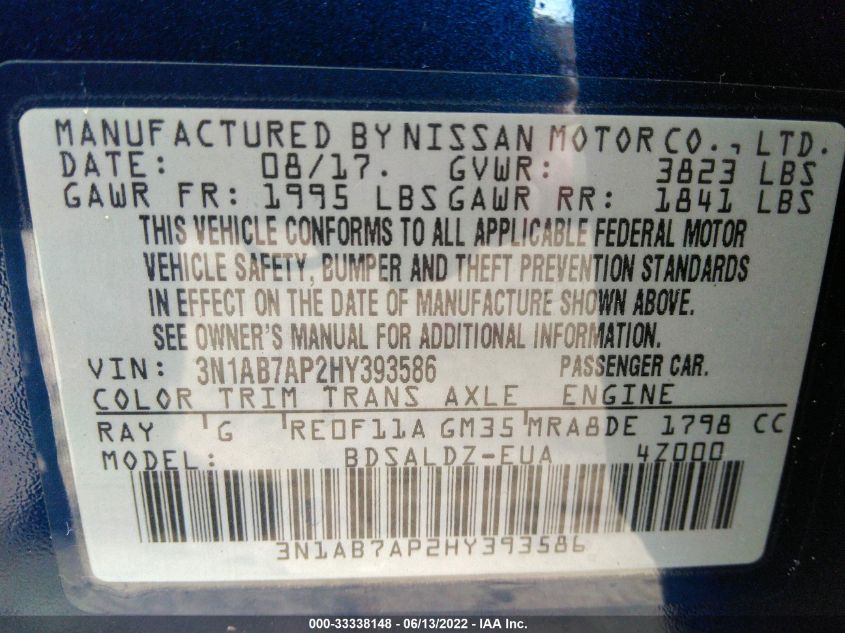 MANUFACTURED BY NISSAN MOTOR CO., LTD.
DATE: 08/17. GVWR: 3823 LBS
GAWR FR: 1995 LBS GAWR RR: 1841 LBS
THIS VEHICLE CONFORMS TO ALL APPLICABLE FEDERAL MOTOR
VEHICLE SAFETY, BUMPER AND THEFT PREVENTION STANDARDS
IN EFFECT ON THE DATE OF MANUFACTURE SHOWN ABOVE.
SEE OWNER'S MANUAL FOR ADDITIONAL INFORMATION.
VIN: 3N1AB7AP2HY393586 PASSENGER CAR.
COLOR TRIM TRANS AXLE ENGINE
RAY G RE0F11A GM35 MRA8DE 1798 CC
MODEL: BDSALDZ-EUA 4Z000
3N1AB7AP2HY393586
000-33338148 - 06/13/2022 - IAA Inc.